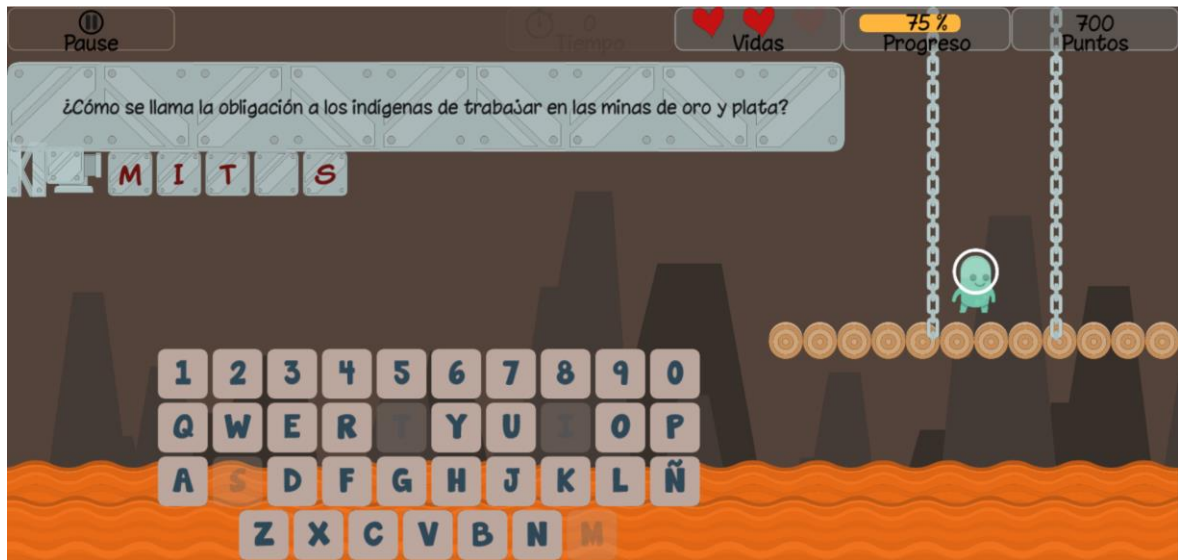 0 75 % 700
Pause Tiempo Vidas Progreso Puntos
¿Cómo se llama la obligación a los indígenas de trabajar en las minas de oro y plata?
M I T S
1 2 3 4 5 6 7 8 9 0
Q W E R T Y U I O P
A S D F G H J K L Ñ
Z X C V B N M